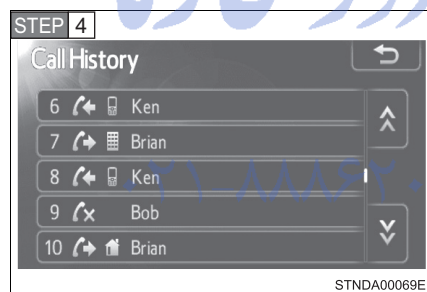 STEP 4
Call History
6 Ken
7 Brian
8 Ken
9 Bob
10 Brian
STNDA00069E